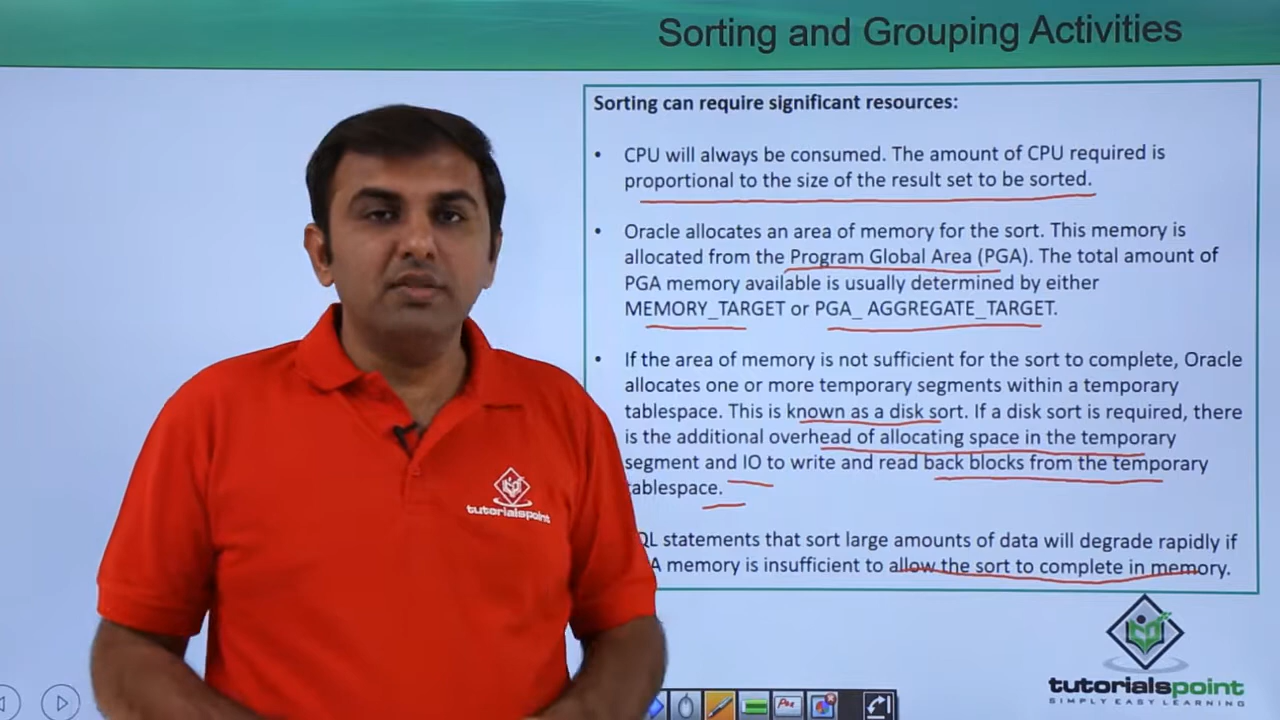 Sorting and Grouping Activities
Sorting can require significant resources:
• CPU will always be consumed. The amount of CPU required is
proportional to the size of the result set to be sorted.
• Oracle allocates an area of memory for the sort. This memory is
allocated from the Program Global Area (PGA). The total amount of
PGA memory available is usually determined by either
MEMORY_TARGET or PGA_ AGGREGATE_TARGET.
• If the area of memory is not sufficient for the sort to complete, Oracle
allocates one or more temporary segments within a temporary
tablespace. This is known as a disk sort. If a disk sort is required, there
is the additional overhead of allocating space in the temporary
segment and IO to write and read back blocks from the temporary
tablespace.
QL statements that sort large amounts of data will degrade rapidly if
A memory is insufficient to allow the sort to complete in memory.
tutorialspoint
tutorialspoint
SIMPLY EASY LEARNING